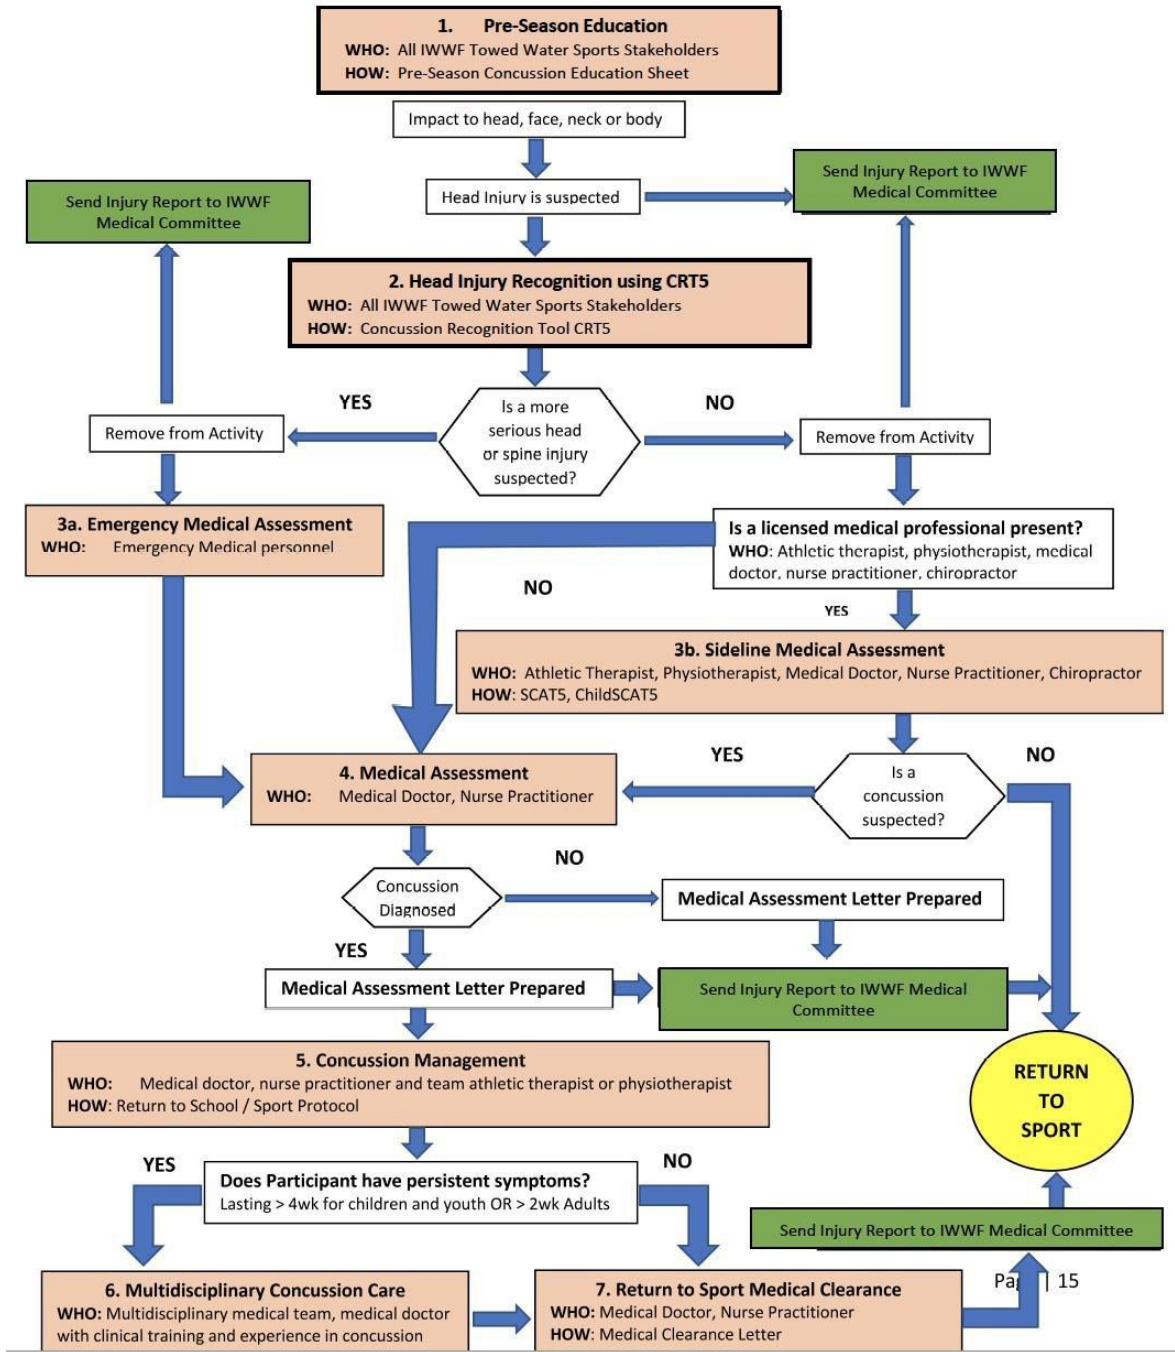 1. Pre-Season Education
WHO: All IWWF Towed Water Sports Stakeholders
HOW: Pre-Season Concussion Education Sheet
Impact to head, face, neck or body
Head Injury is suspected
Send Injury Report to IWWF
Medical Committee
Send Injury Report to IWWF
Medical Committee
2. Head Injury Recognition using CRT5
WHO: All IWWF Towed Water Sports Stakeholders
HOW: Concussion Recognition Tool CRT5
YES
Is a more
serious head
or spine injury
suspected?
NO
Remove from Activity
Remove from Activity
3a. Emergency Medical Assessment
WHO: Emergency Medical personnel
Is a licensed medical professional present?
WHO: Athletic therapist, physiotherapist, medical
doctor, nurse practitioner, chiropractor
NO
YES
3b. Sideline Medical Assessment
WHO: Athletic Therapist, Physiotherapist, Medical Doctor, Nurse Practitioner, Chiropractor
HOW: SCAT5, ChildSCAT5
4. Medical Assessment
WHO: Medical Doctor, Nurse Practitioner
YES
Is a
concussion
suspected?
NO
Concussion
Diagnosed
NO
Medical Assessment Letter Prepared
YES
Medical Assessment Letter Prepared
Send Injury Report to IWWF Medical
Committee
5. Concussion Management
WHO: Medical doctor, nurse practitioner and team athletic therapist or physiotherapist
HOW: Return to School / Sport Protocol
RETURN
TO
SPORT
YES
Does Participant have persistent symptoms?
Lasting > 4wk for children and youth OR > 2wk Adults
NO
Send Injury Report to IWWF Medical Committee
6. Multidisciplinary Concussion Care
WHO: Multidisciplinary medical team, medical doctor
with clinical training and experience in concussion
7. Return to Sport Medical Clearance
WHO: Medical Doctor, Nurse Practitioner
HOW: Medical Clearance Letter
| 15